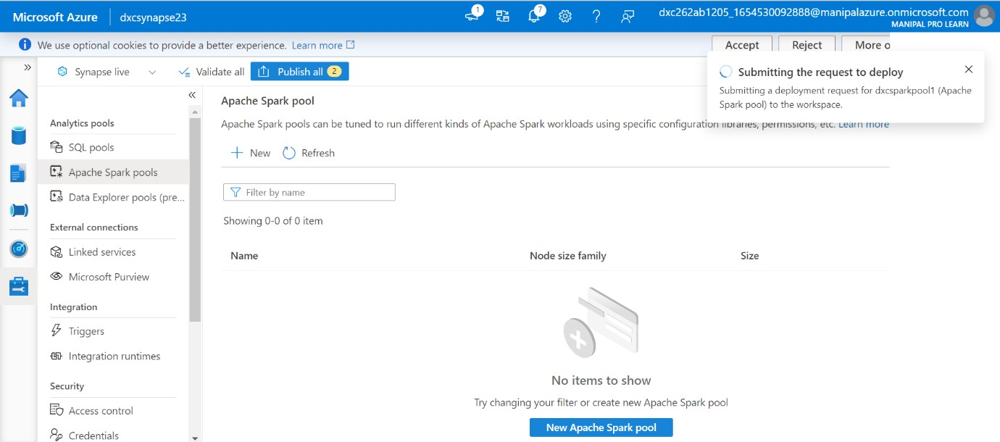 Microsoft Azure
dxcsynapse23
1
7
dxc262ab1205_1654530092888@manipalazure.onmicrosoft.com
MANIPAL PRO LEARN
We use optional cookies to provide a better experience. Learn more
Accept
Reject
More o
Synapse live
Validate all
Publish all 2
Submitting the request to deploy
Submitting a deployment request for dxcsparkpool1 (Apache
Spark pool) to the workspace.
Analytics pools
SQL pools
Apache Spark pools
Data Explorer pools (pre...
External connections
Linked services
Microsoft Purview
Integration
Triggers
Integration runtimes
Security
Access control
Credentials
Apache Spark pool
Apache Spark pools can be tuned to run different kinds of Apache Spark workloads using specific configuration libraries, permissions, etc. Learn more
New
Refresh
Filter by name
Showing 0-0 of 0 item
Name
Node size family
Size
No items to show
Try changing your filter or create new Apache Spark pool
New Apache Spark pool